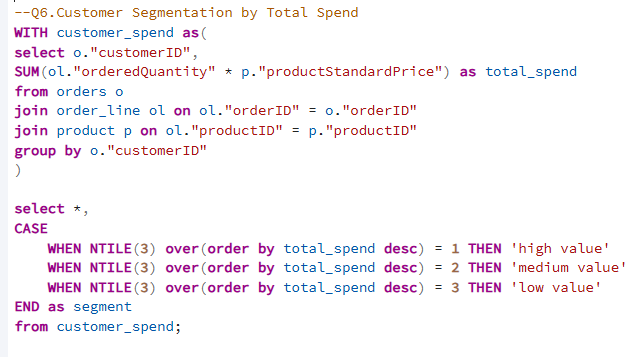 --Q6.Customer Segmentation by Total Spend
WITH customer_spend as(
select o."customerID",
SUM(ol."orderedQuantity" * p."productStandardPrice") as total_spend
from orders o
join order_line ol on ol."orderID" = o."orderID"
join product p on ol."productID" = p."productID"
group by o."customerID"
)

select *,
CASE
    WHEN NTILE(3) over(order by total_spend desc) = 1 THEN 'high value'
    WHEN NTILE(3) over(order by total_spend desc) = 2 THEN 'medium value'
    WHEN NTILE(3) over(order by total_spend desc) = 3 THEN 'low value'
END as segment
from customer_spend;